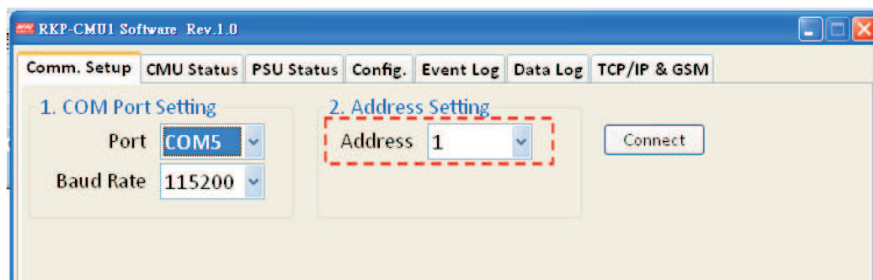 RKP-CMU1 Software Rev.1.0
Comm. Setup CMU Status PSU Status Config. Event Log Data Log TCP/IP & GSM
1. COM Port Setting 2. Address Setting
Port COM5 Address 1 Connect
Baud Rate 115200